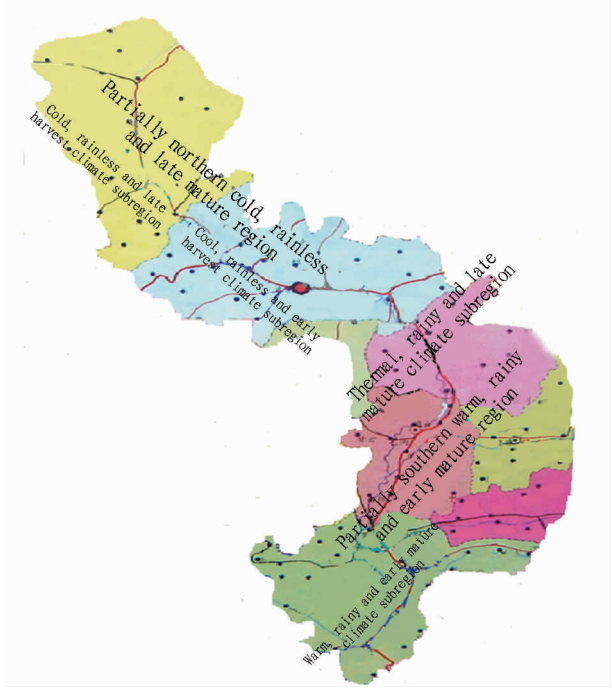 Partially northern cold, rainless
and late mature region
Cold, rainless and late
harvest climate subregion
Cool, rainless and early
harvest climate subregion
Thermal, rainy and late
mature climate subregion
Partially southern warm, rainy
and early mature region
Warm, rainy and early mature
climate subregion